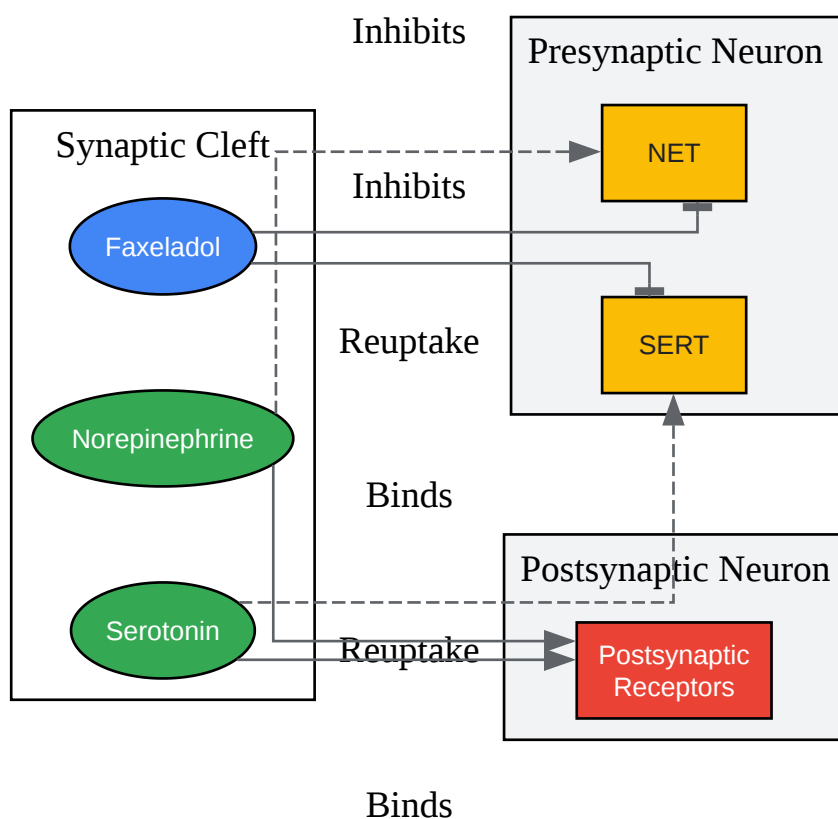 Inhibits
Presynaptic Neuron
Synaptic Cleft
NET
Inhibits
Faxeladol
Reuptake
SERT
Norepinephrine
Binds
Postsynaptic Neuron
Serotonin
Reuptake
Postsynaptic
Receptors
Binds